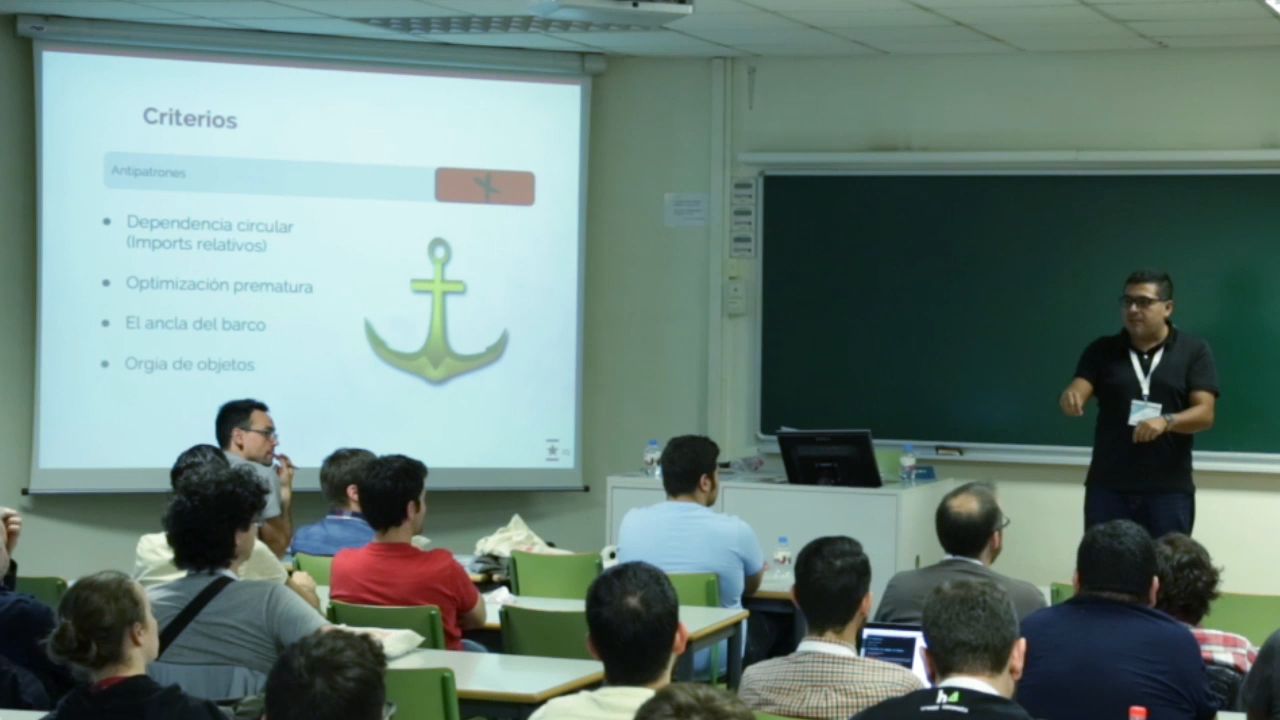 Criterios
Antipatrones
Dependencia circular
(Imports relativos)
Optimización prematura
El ancla del barco
Orgia de objetos